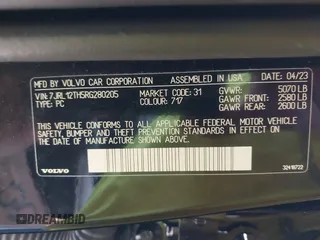 MFD BY VOLVO CAR CORPORATION ASSEMBLED IN USA 04/23
VIN: 7JRL12TH5RG280205 MARKET CODE: 31 GVWR: 5070 LB
TYPE: PC COLOUR: 717 GAWR FRONT: 2580 LB
GAWR REAR: 2600 LB
THIS VEHICLE CONFORMS TO ALL APPLICABLE FEDERAL MOTOR VEHICLE
SAFETY, BUMPER AND THEFT PREVENTION STANDARDS IN EFFECT ON THE
DATE OF MANUFACTURE SHOWN ABOVE.
VOLVO 32418722
DREAMBID